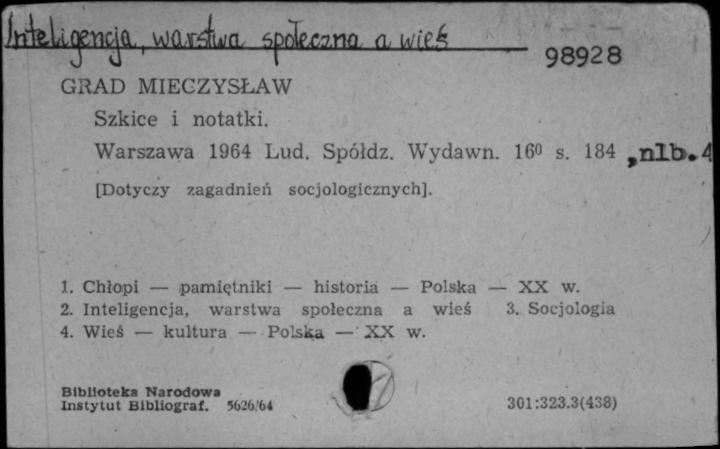 Inteligencja, warstwa społeczna a wieś
98928
GRAD MIECZYSŁAW
Szkice i notatki.
Warszawa 1964 Lud. Spółdz. Wydawn. 16⁰ s. 184 ,nlb.4
[Dotyczy zagadnień socjologicznych].
1. Chłopi — pamiętniki — historia — Polska — XX w.
2. Inteligencja, warstwa społeczna a wieś 3. Socjologia
4. Wieś — kultura — Polska — XX w.
Biblioteka Narodowa
Instytut Bibliograf. 5626/64
301:323.3(438)